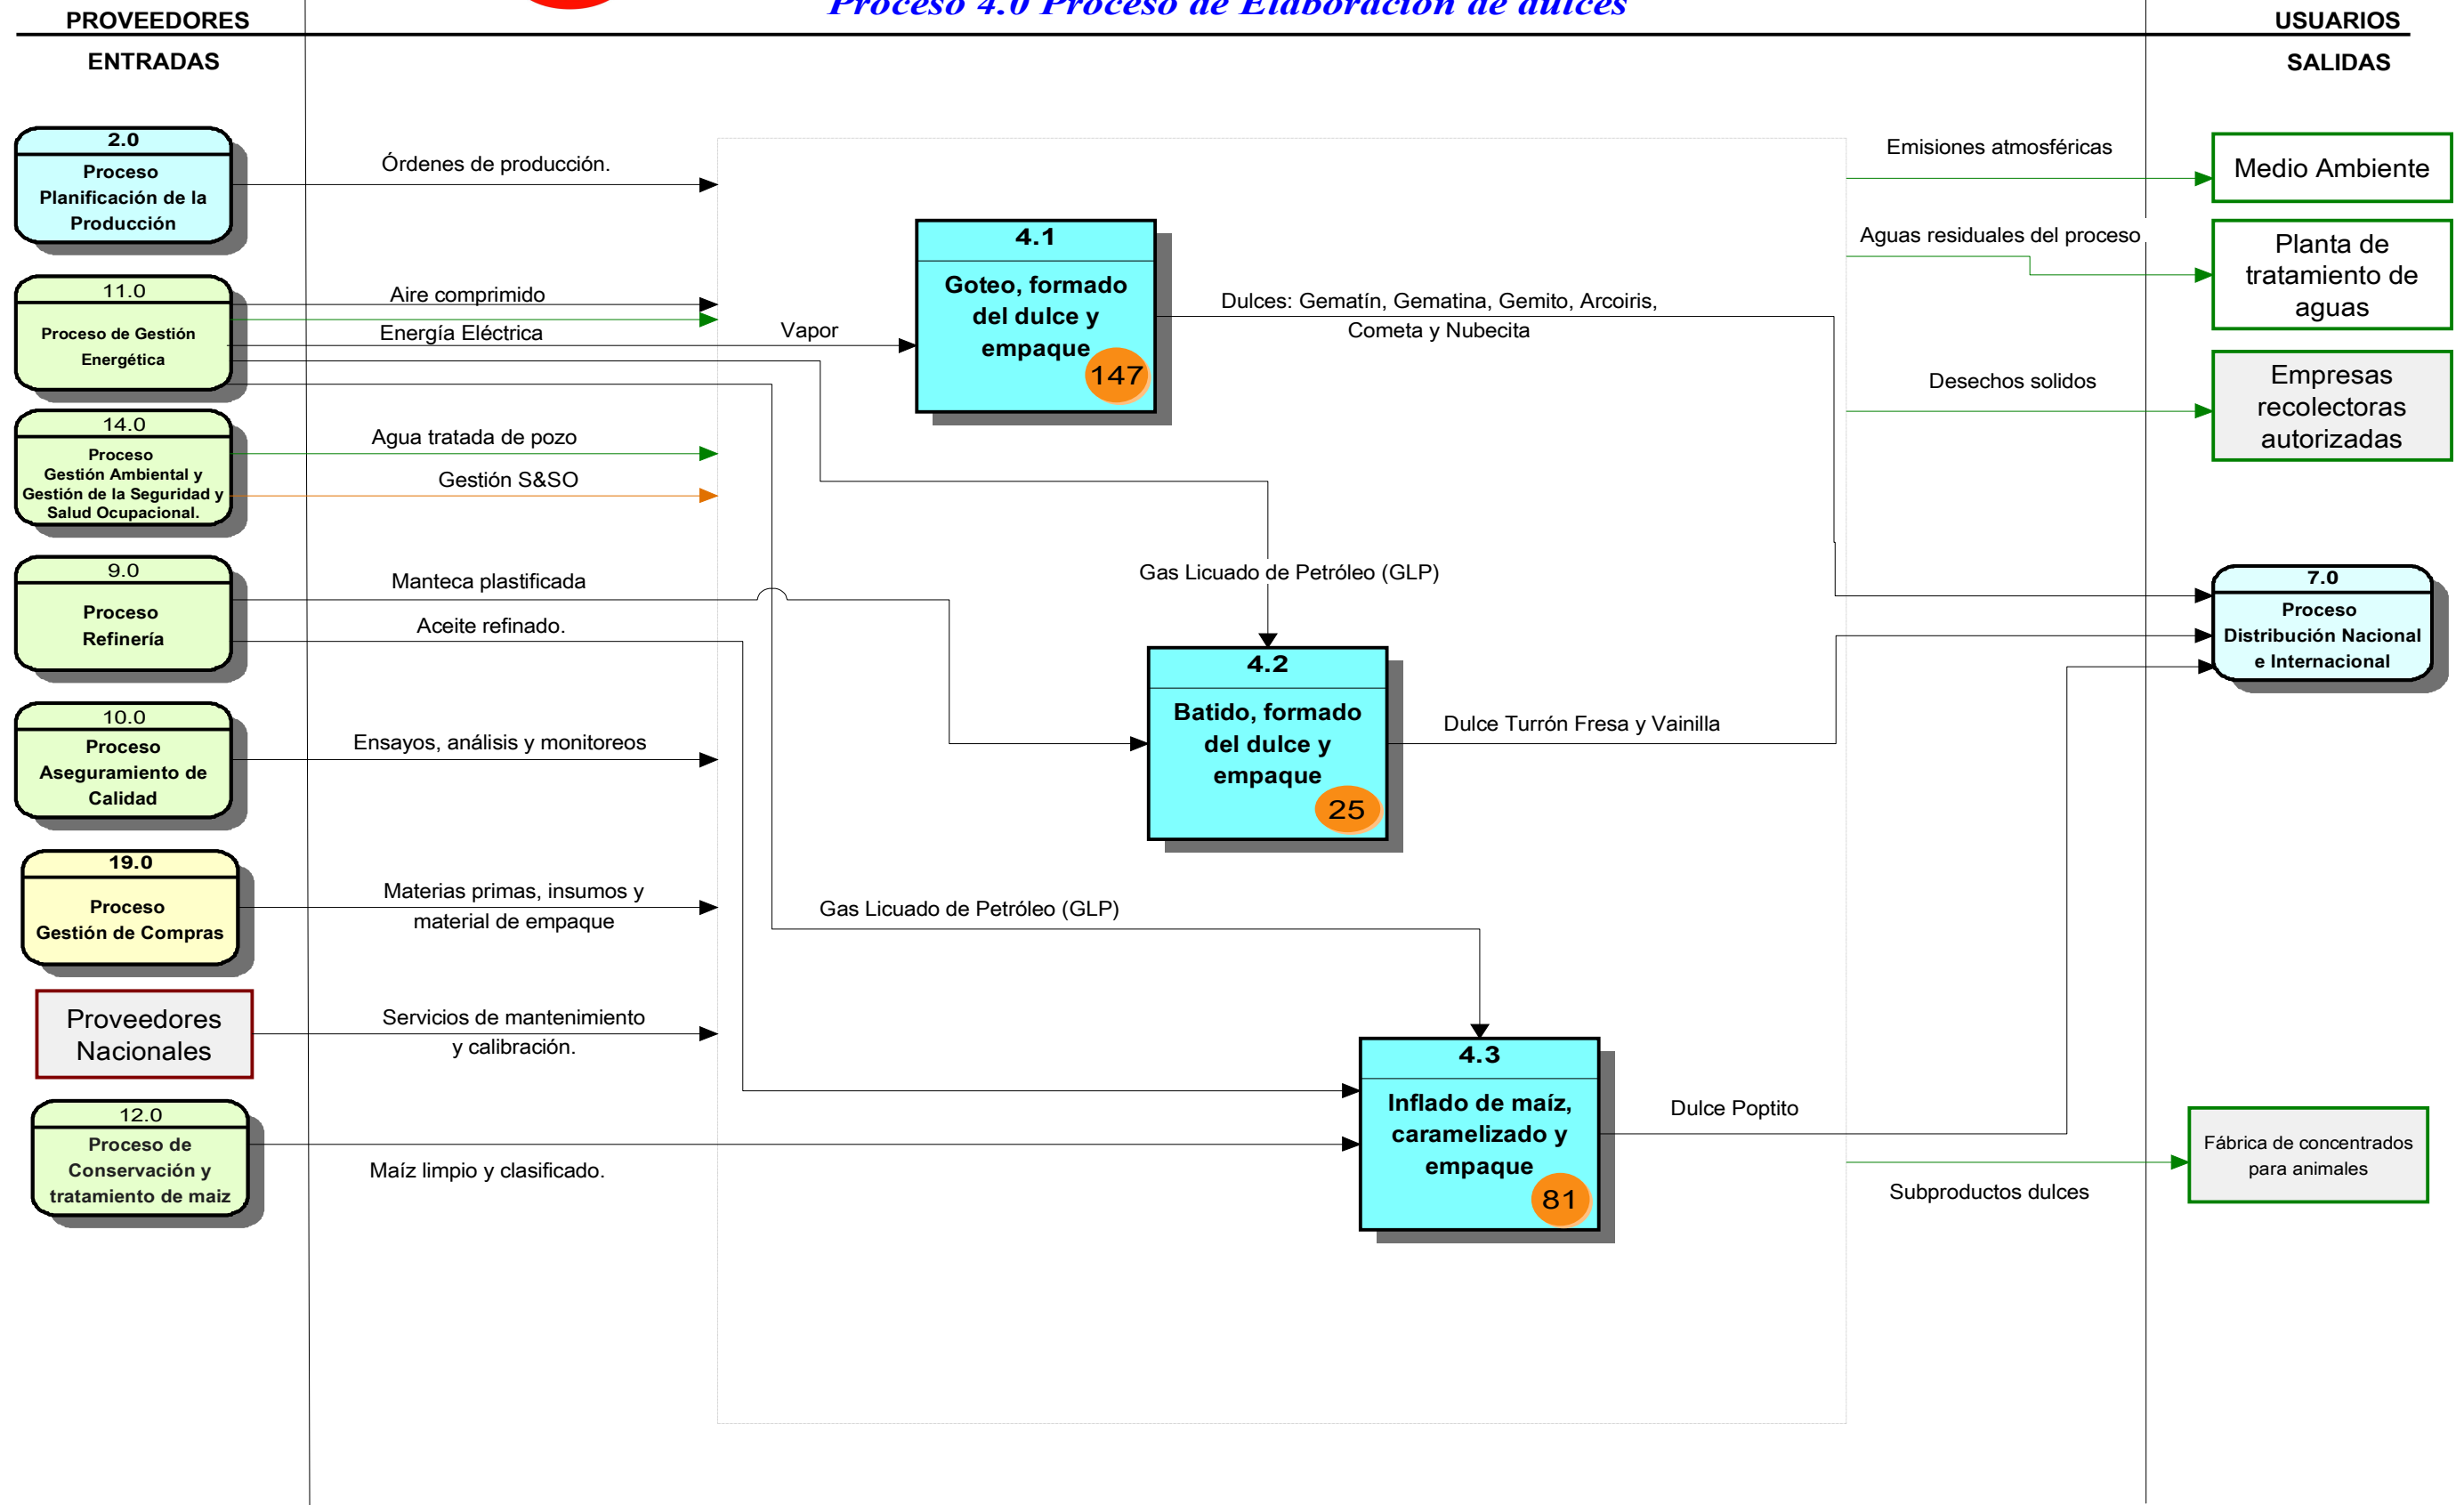 Proceso 4.0 Proceso de Elaboración de dulces
PROVEEDORES
USUARIOS
ENTRADAS
SALIDAS
2.0
Proceso
Planificación de la
Producción
Órdenes de producción.
11.0
Proceso de Gestión
Energética
Aire comprimido
Energía Eléctrica
Vapor
14.0
Proceso
Gestión Ambiental y
Gestión de la Seguridad y
Salud Ocupacional.
Agua tratada de pozo
Gestión S&SO
9.0
Proceso
Refinería
Manteca plastificada
Aceite refinado.
10.0
Proceso
Aseguramiento de
Calidad
Ensayos, análisis y monitoreos
19.0
Proceso
Gestión de Compras
Materias primas, insumos y
material de empaque
Proveedores
Nacionales
Servicios de mantenimiento
y calibración.
12.0
Proceso de
Conservación y
tratamiento de maiz
Maíz limpio y clasificado.
4.1
Goteo, formado
del dulce y
empaque
147
Dulces: Gematín, Gematina, Gemito, Arcoiris,
Cometa y Nubecita
Gas Licuado de Petróleo (GLP)
4.2
Batido, formado
del dulce y
empaque
25
Dulce Turrón Fresa y Vainilla
Gas Licuado de Petróleo (GLP)
4.3
Inflado de maíz,
caramelizado y
empaque
81
Dulce Poptito
Emisiones atmosféricas
Medio Ambiente
Aguas residuales del proceso
Planta de
tratamiento de
aguas
Desechos solidos
Empresas
recolectoras
autorizadas
7.0
Proceso
Distribución Nacional
e Internacional
Subproductos dulces
Fábrica de concentrados
para animales